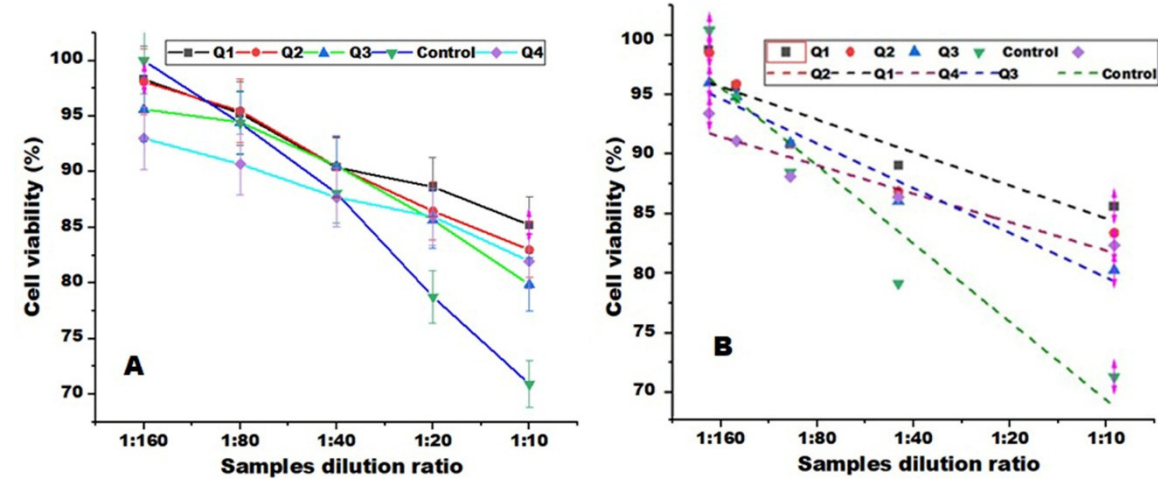 Q1 Q2 Q3 Control Q4
100
95
90
85
80
75
70
Cell viability (%)
A
1:160 1:80 1:40 1:20 1:10
Samples dilution ratio
Q1 Q2 Q3 Control
Q2 Q1 Q4 Q3 Control
100
95
90
85
80
75
70
Cell viability (%)
B
1:160 1:80 1:40 1:20 1:10
Samples dilution ratio